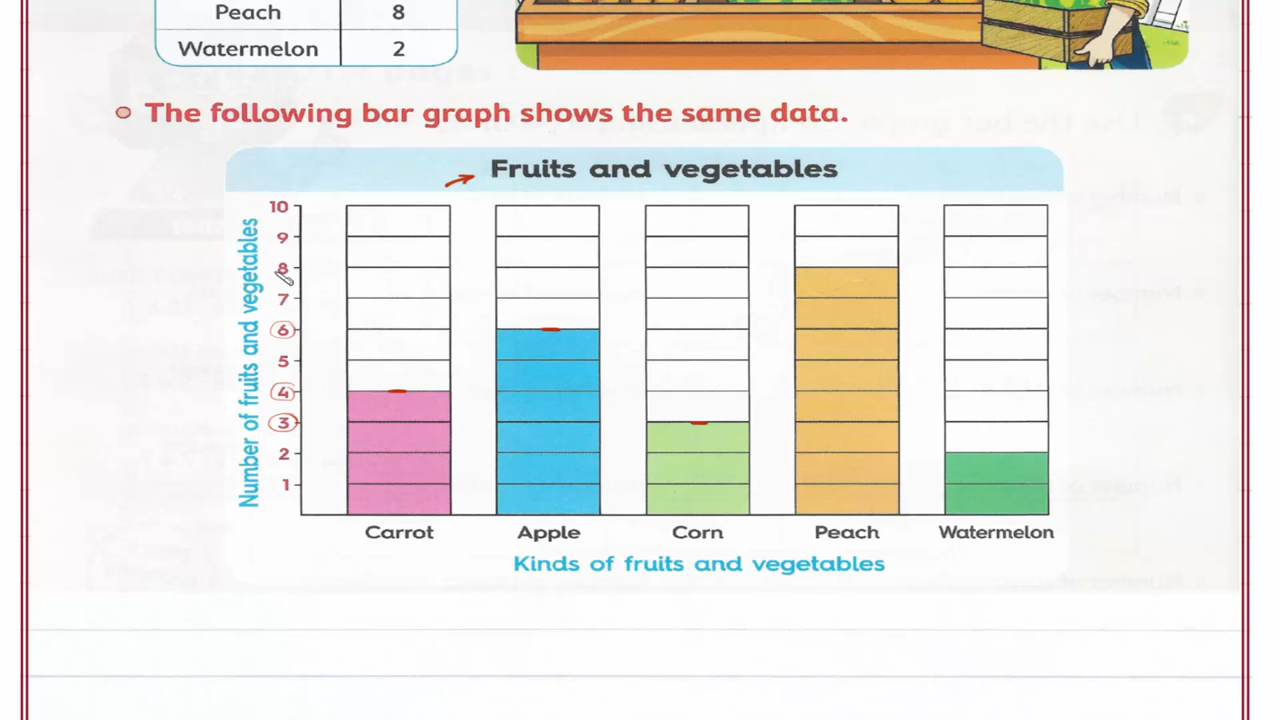 Peach 8
Watermelon 2
The following bar graph shows the same data.
Fruits and vegetables
Number of fruits and vegetables
10
9
8
7
6
5
4
3
2
1
Carrot Apple Corn Peach Watermelon
Kinds of fruits and vegetables